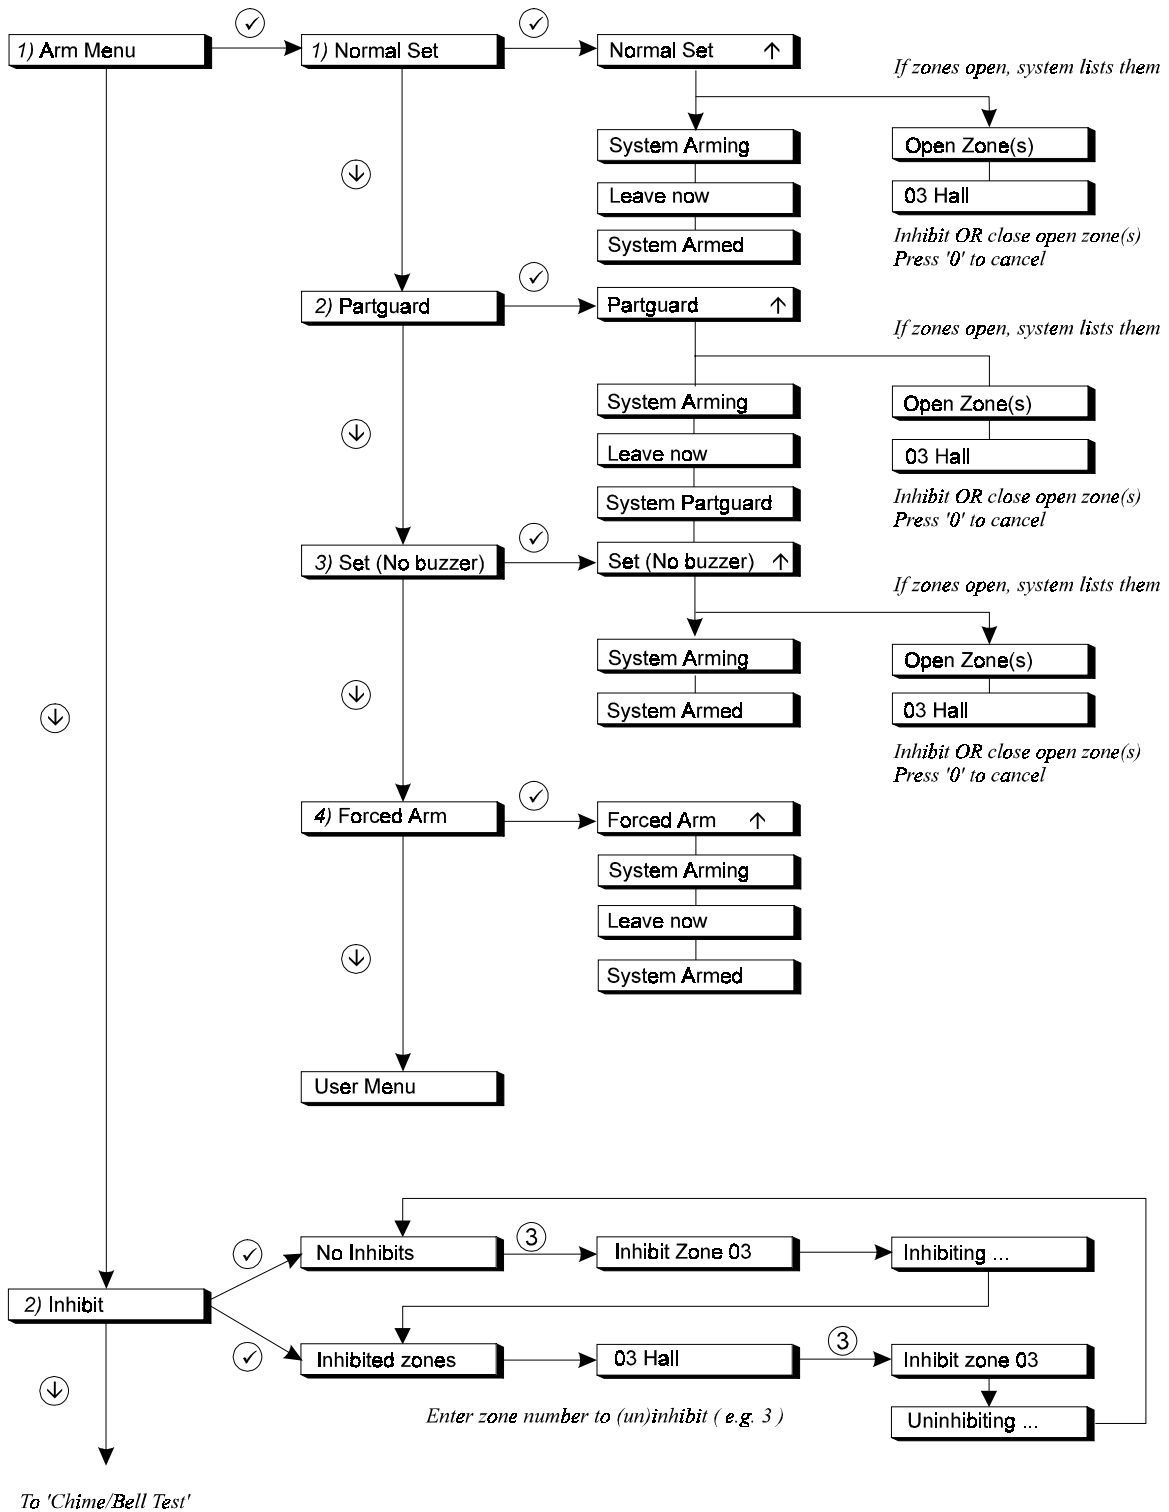 1) Arm Menu
1) Normal Set
Normal Set ↑
If zones open, system lists them
System Arming
Open Zone(s)
Leave now
03 Hall
System Armed
Inhibit OR close open zone(s)
Press '0' to cancel
2) Partguard
Partguard ↑
If zones open, system lists them
System Arming
Open Zone(s)
Leave now
03 Hall
System Partguard
Inhibit OR close open zone(s)
Press '0' to cancel
3) Set (No buzzer)
Set (No buzzer) ↑
If zones open, system lists them
System Arming
Open Zone(s)
System Armed
03 Hall
Inhibit OR close open zone(s)
Press '0' to cancel
4) Forced Arm
Forced Arm ↑
System Arming
Leave now
System Armed
User Menu
No Inhibits
3
Inhibit Zone 03
Inhibiting ...
2) Inhibit
Inhibited zones
03 Hall
3
Inhibit zone 03
Enter zone number to (un)inhibit ( e.g. 3 )
Uninhibiting ...
To 'Chime/Bell Test'